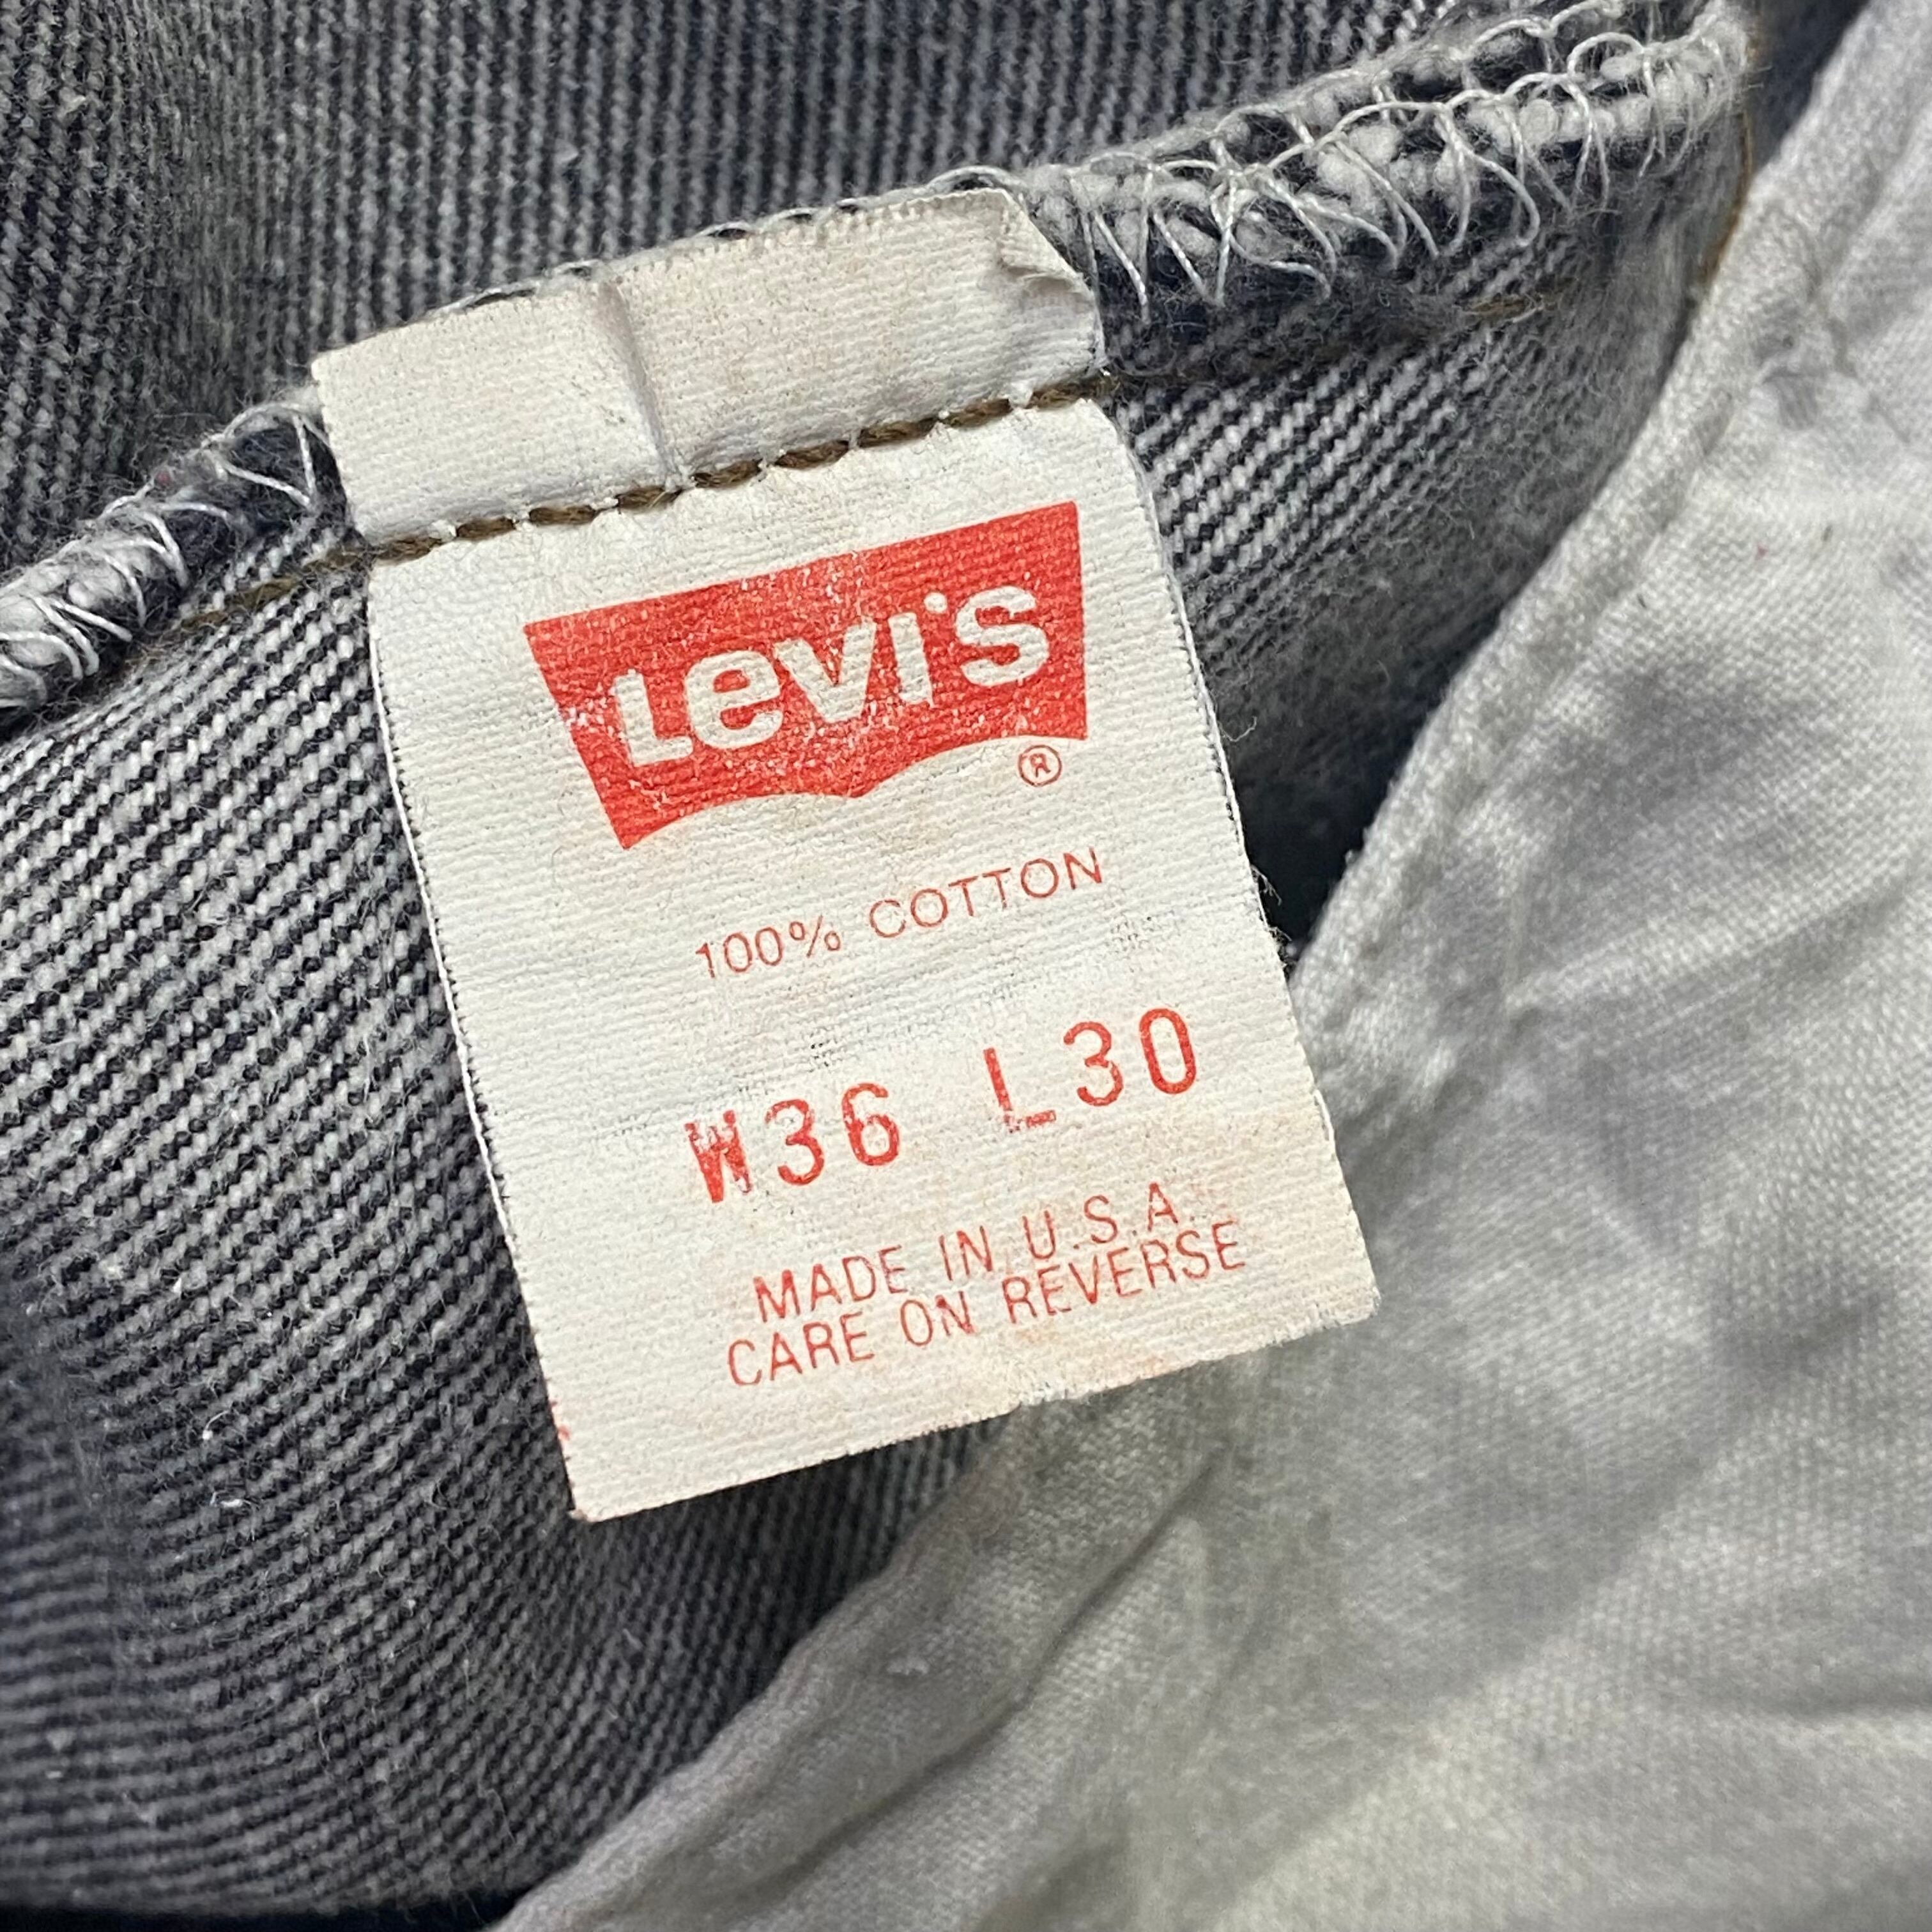 Levi's
®
100% COTTON
W36 L30
MADE IN U.S.A.
CARE ON REVERSE